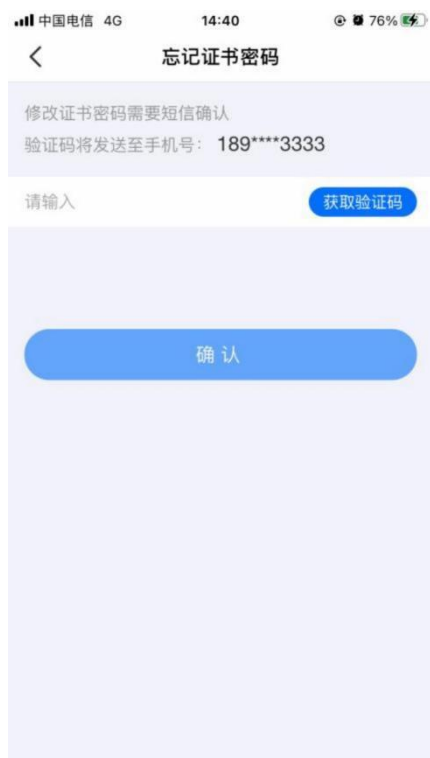 中国电信 4G 14:40 76%
忘记证书密码
修改证书密码需要短信确认
验证码将发送至手机号： 189****3333
请输入 获取验证码
确 认